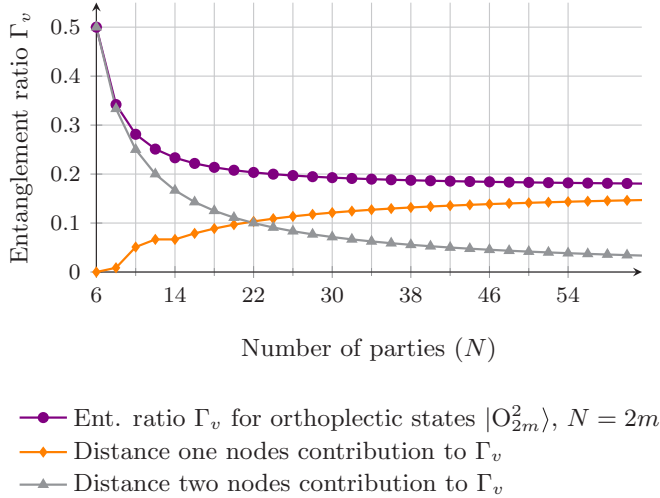 Entanglement ratio Γ_v
0.5
0.4
0.3
0.2
0.1
0
6 14 22 30 38 46 54
Number of parties (N)
Ent. ratio Γ_v for orthoplectic states |O²_{2m}⟩, N = 2m
Distance one nodes contribution to Γ_v
Distance two nodes contribution to Γ_v